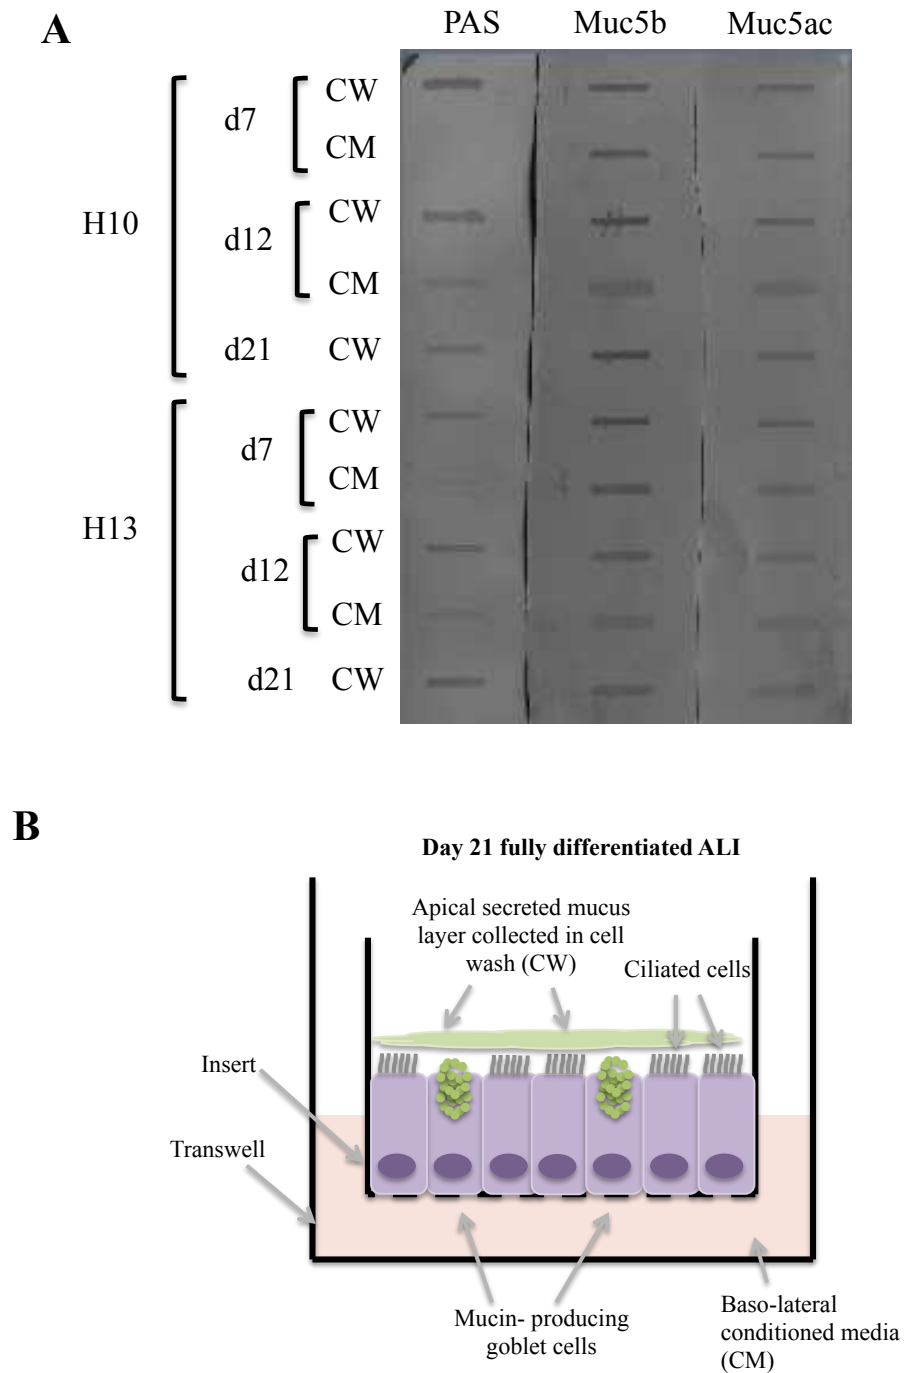 A
PAS Muc5b Muc5ac
H10
d7
CW
CM
d12
CW
CM
d21 CW
H13
d7
CW
CM
d12
CW
CM
d21 CW
B
Day 21 fully differentiated ALI
Apical secreted mucus
layer collected in cell
wash (CW)
Ciliated cells
Insert
Transwell
Mucin- producing
goblet cells
Baso-lateral
conditioned media
(CM)